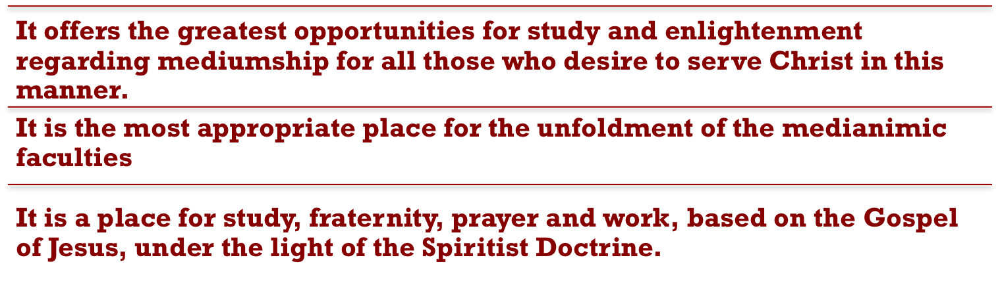 It offers the greatest opportunities for study and enlightenment
regarding mediumship for all those who desire to serve Christ in this
manner.
It is the most appropriate place for the unfoldment of the medianimic
faculties
It is a place for study, fraternity, prayer and work, based on the Gospel
of Jesus, under the light of the Spiritist Doctrine.